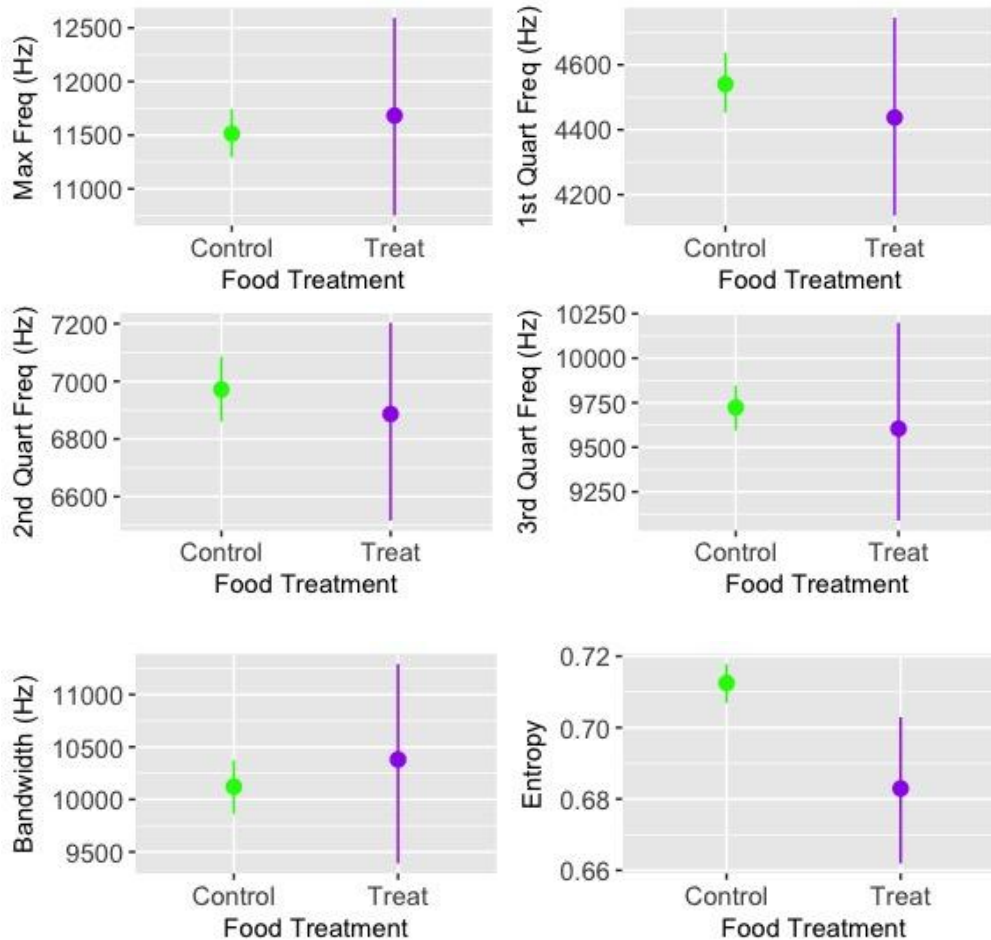 Max Freq (Hz)
12500
12000
11500
11000
Control Treat
Food Treatment
1st Quart Freq (Hz)
4600
4400
4200
Control Treat
Food Treatment
2nd Quart Freq (Hz)
7200
7000
6800
6600
Control Treat
Food Treatment
3rd Quart Freq (Hz)
10250
10000
9750
9500
9250
Control Treat
Food Treatment
Bandwidth (Hz)
11000
10500
10000
9500
Control Treat
Food Treatment
Entropy
0.72
0.70
0.68
0.66
Control Treat
Food Treatment